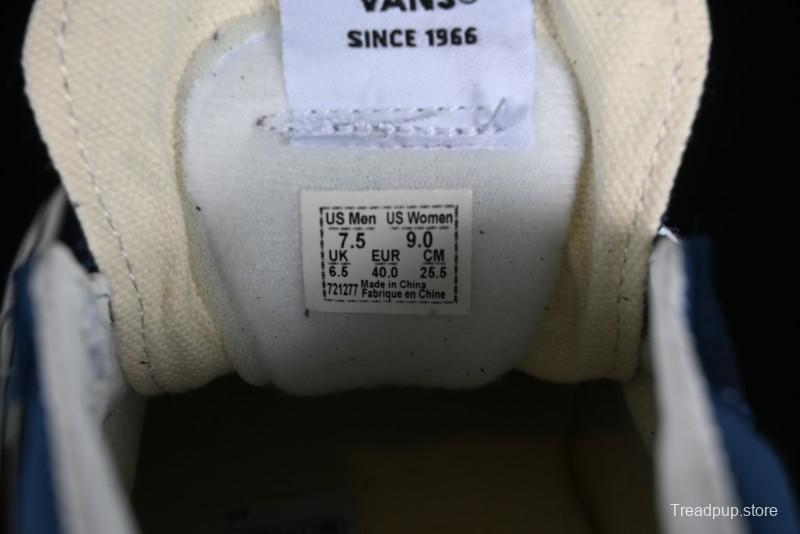 VANS®
SINCE 1966
US Men US Women
7.5 9.0
UK EUR CM
6.5 40.0 25.5
721277 Made in China
Fabrique en Chine
Treadpup.store